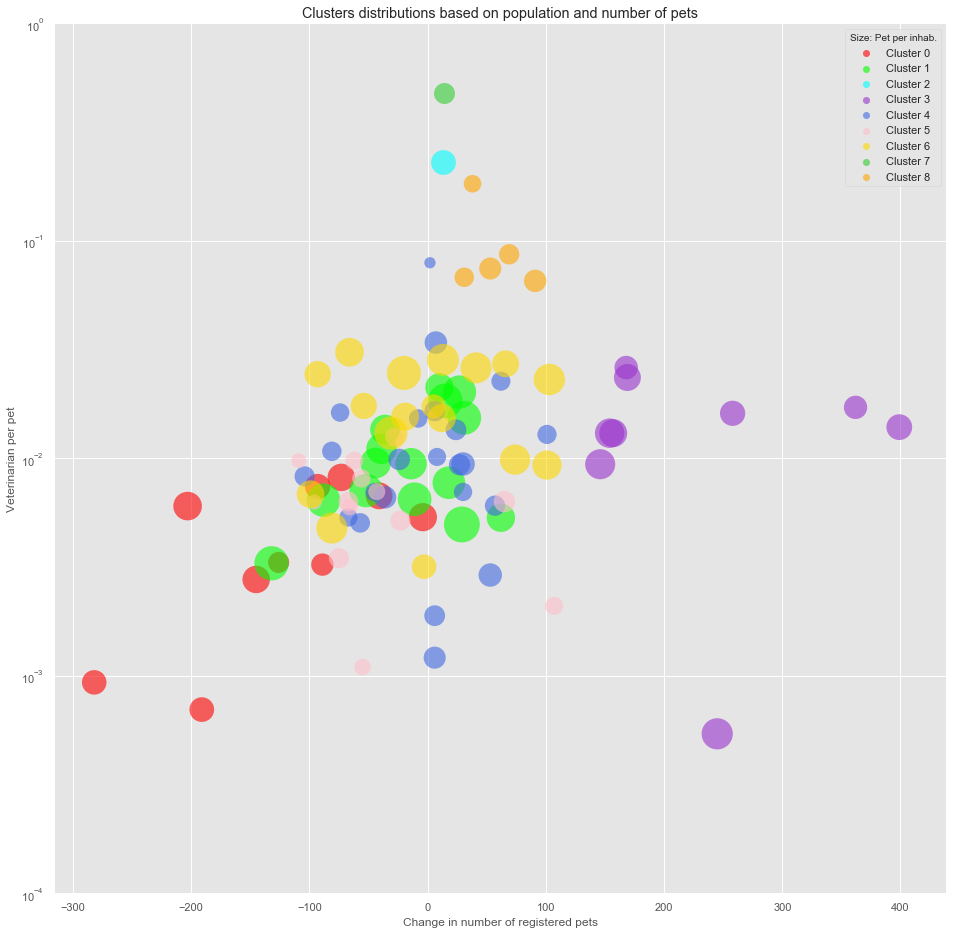 Clusters distributions based on population and number of pets
Size: Pet per inhab.
Cluster 0
Cluster 1
Cluster 2
Cluster 3
Cluster 4
Cluster 5
Cluster 6
Cluster 7
Cluster 8
10⁰
10⁻¹
10⁻²
10⁻³
10⁻⁴
Veterinarian per pet
−300 −200 −100 0 100 200 300 400
Change in number of registered pets